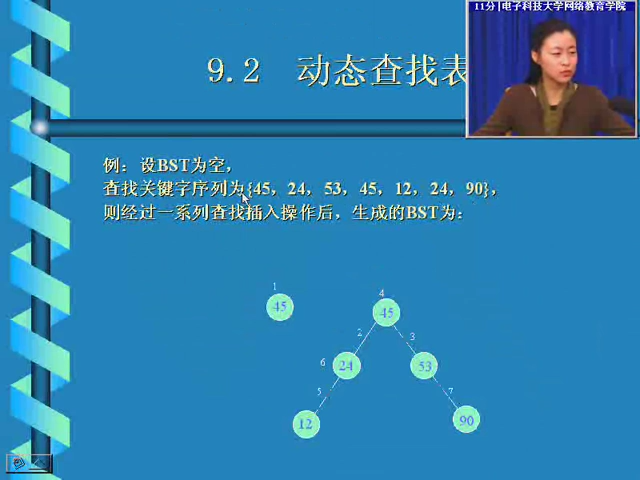 11分|电子科技大学网络教育学院
9.2 动态查找表
例：设BST为空，
查找关键字序列为{45，24，53，45，12，24，90}，
则经过一系列查找插入操作后，生成的BST为：
1
4
45
45
2
3
6
24
53
5
7
12
90